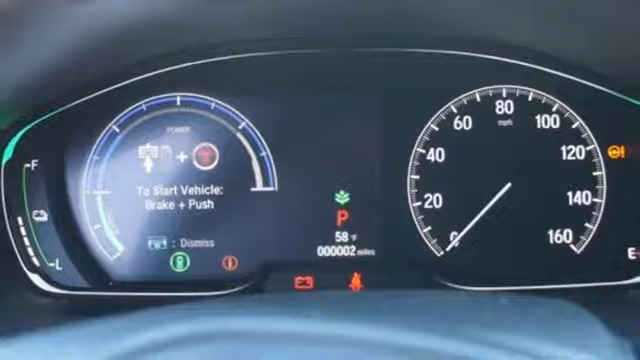 POWER
F
L
+
To Start Vehicle:
Brake + Push
: Dismiss
P
58°F
000002 miles
0
20
40
60
80
mph
100
120
140
160
E